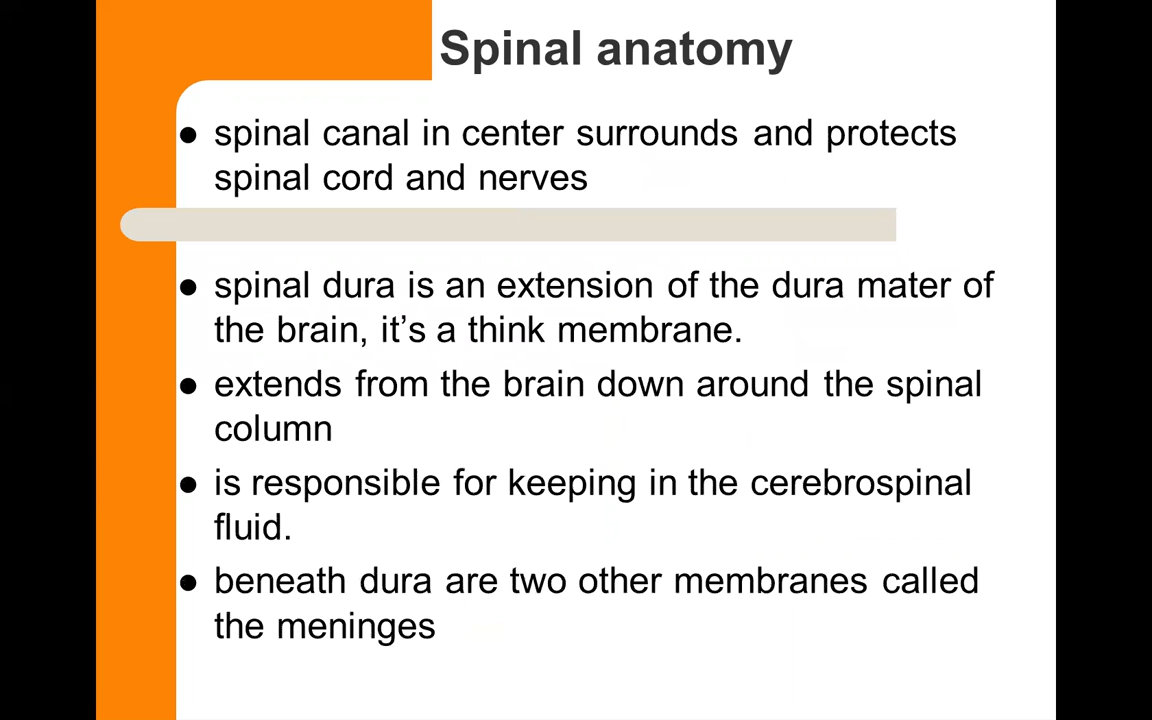 Spinal anatomy
● spinal canal in center surrounds and protects
spinal cord and nerves
● spinal dura is an extension of the dura mater of
the brain, it’s a think membrane.
● extends from the brain down around the spinal
column
● is responsible for keeping in the cerebrospinal
fluid.
● beneath dura are two other membranes called
the meninges